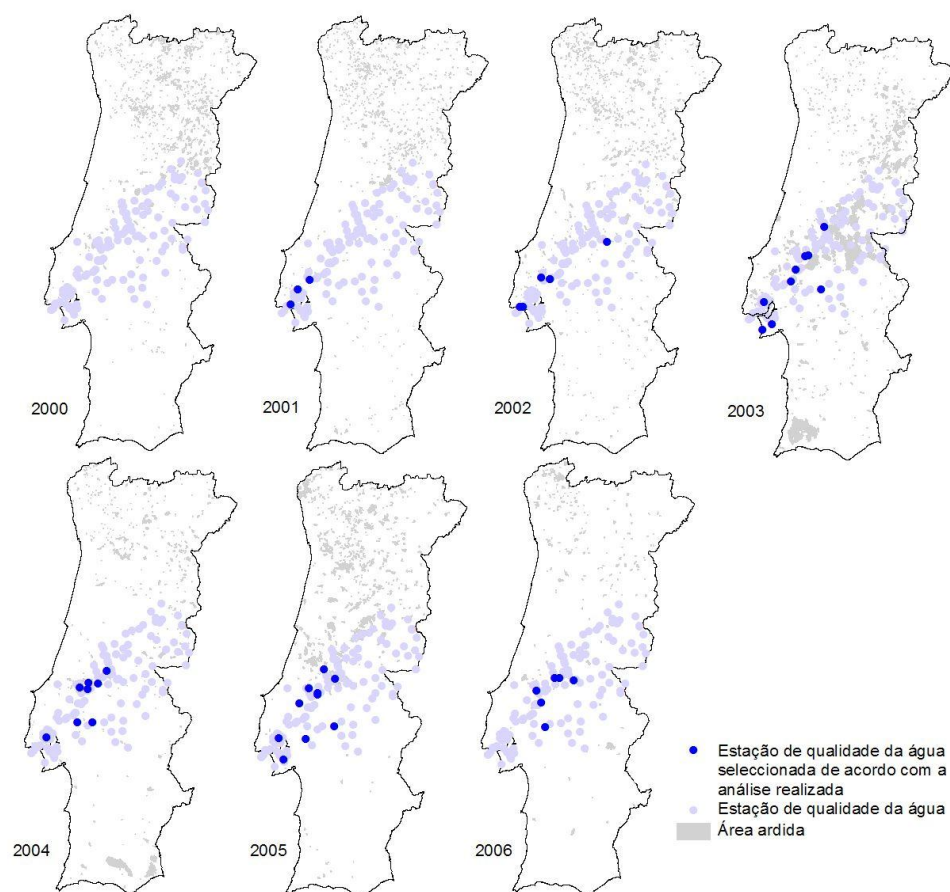 2000
2001
2002
2003
2004
2005
2006
Estação de qualidade da água
seleccionada de acordo com a
análise realizada
Estação de qualidade da água
Área ardida